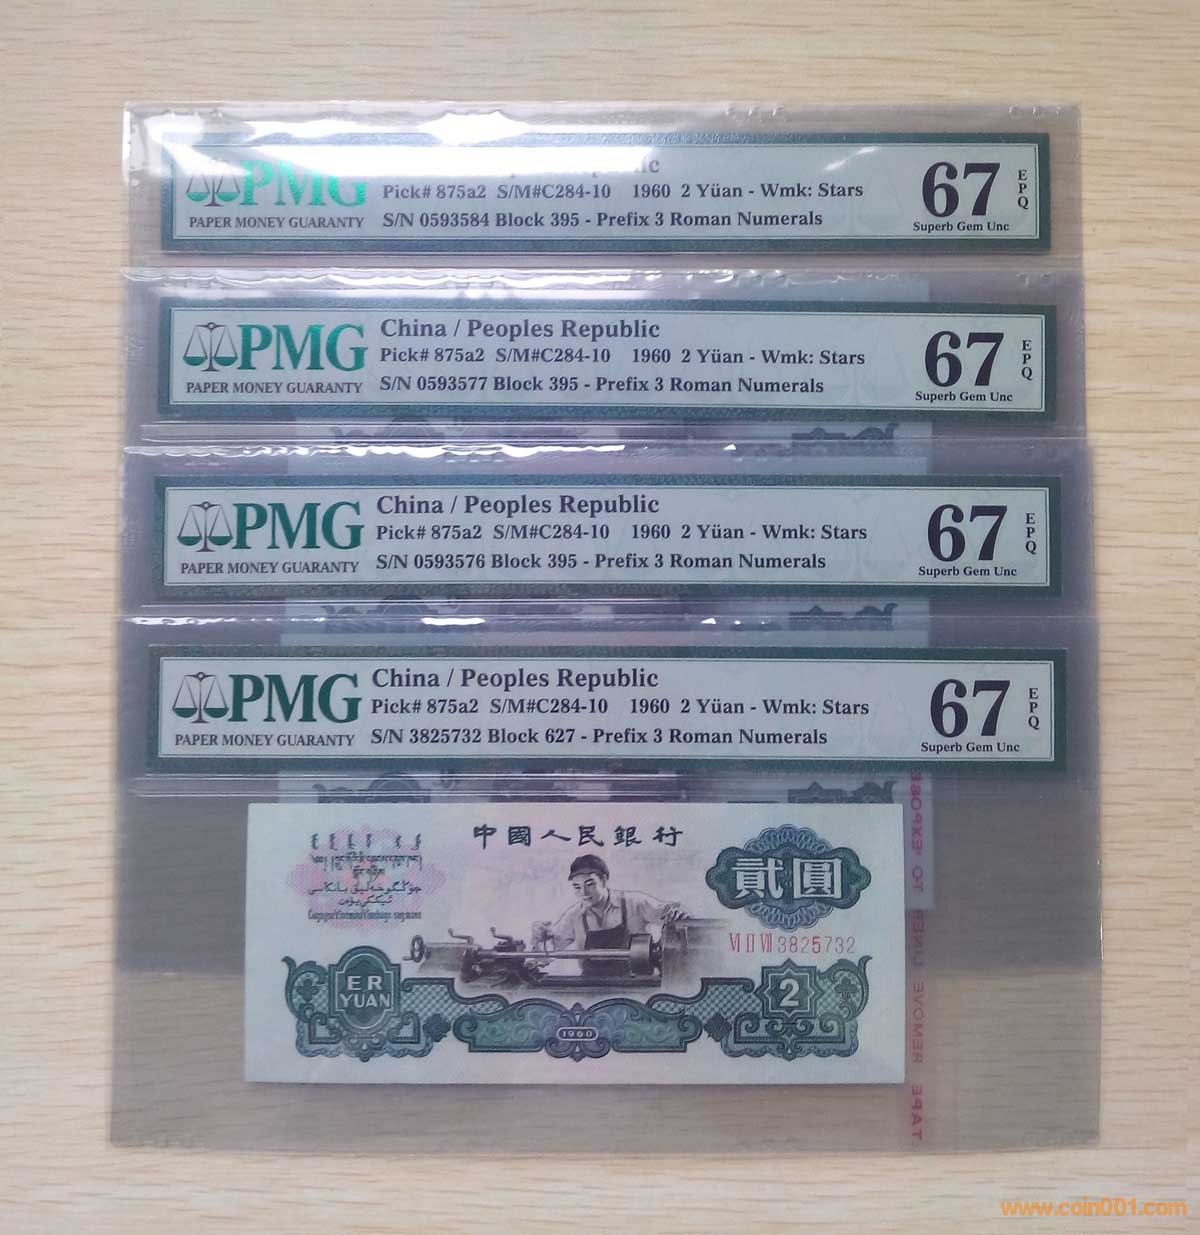 PMG
PAPER MONEY GUARANTY
Pick# 875a2 S/M#C284-10 1960 2 Yüan - Wmk: Stars
S/N 0593584 Block 395 - Prefix 3 Roman Numerals
67
EPQ
Superb Gem Unc
PMG
PAPER MONEY GUARANTY
China / Peoples Republic
Pick# 875a2 S/M#C284-10 1960 2 Yüan - Wmk: Stars
S/N 0593577 Block 395 - Prefix 3 Roman Numerals
67
EPQ
Superb Gem Unc
PMG
PAPER MONEY GUARANTY
China / Peoples Republic
Pick# 875a2 S/M#C284-10 1960 2 Yüan - Wmk: Stars
S/N 0593576 Block 395 - Prefix 3 Roman Numerals
67
EPQ
Superb Gem Unc
PMG
PAPER MONEY GUARANTY
China / Peoples Republic
Pick# 875a2 S/M#C284-10 1960 2 Yüan - Wmk: Stars
S/N 3825732 Block 627 - Prefix 3 Roman Numerals
67
EPQ
Superb Gem Unc
中國人民銀行
貳圓
VI II VII 3825732
ER
YUAN
1960
2
TAPE REMOVE LINER TO EXPOSE
www.coin001.com